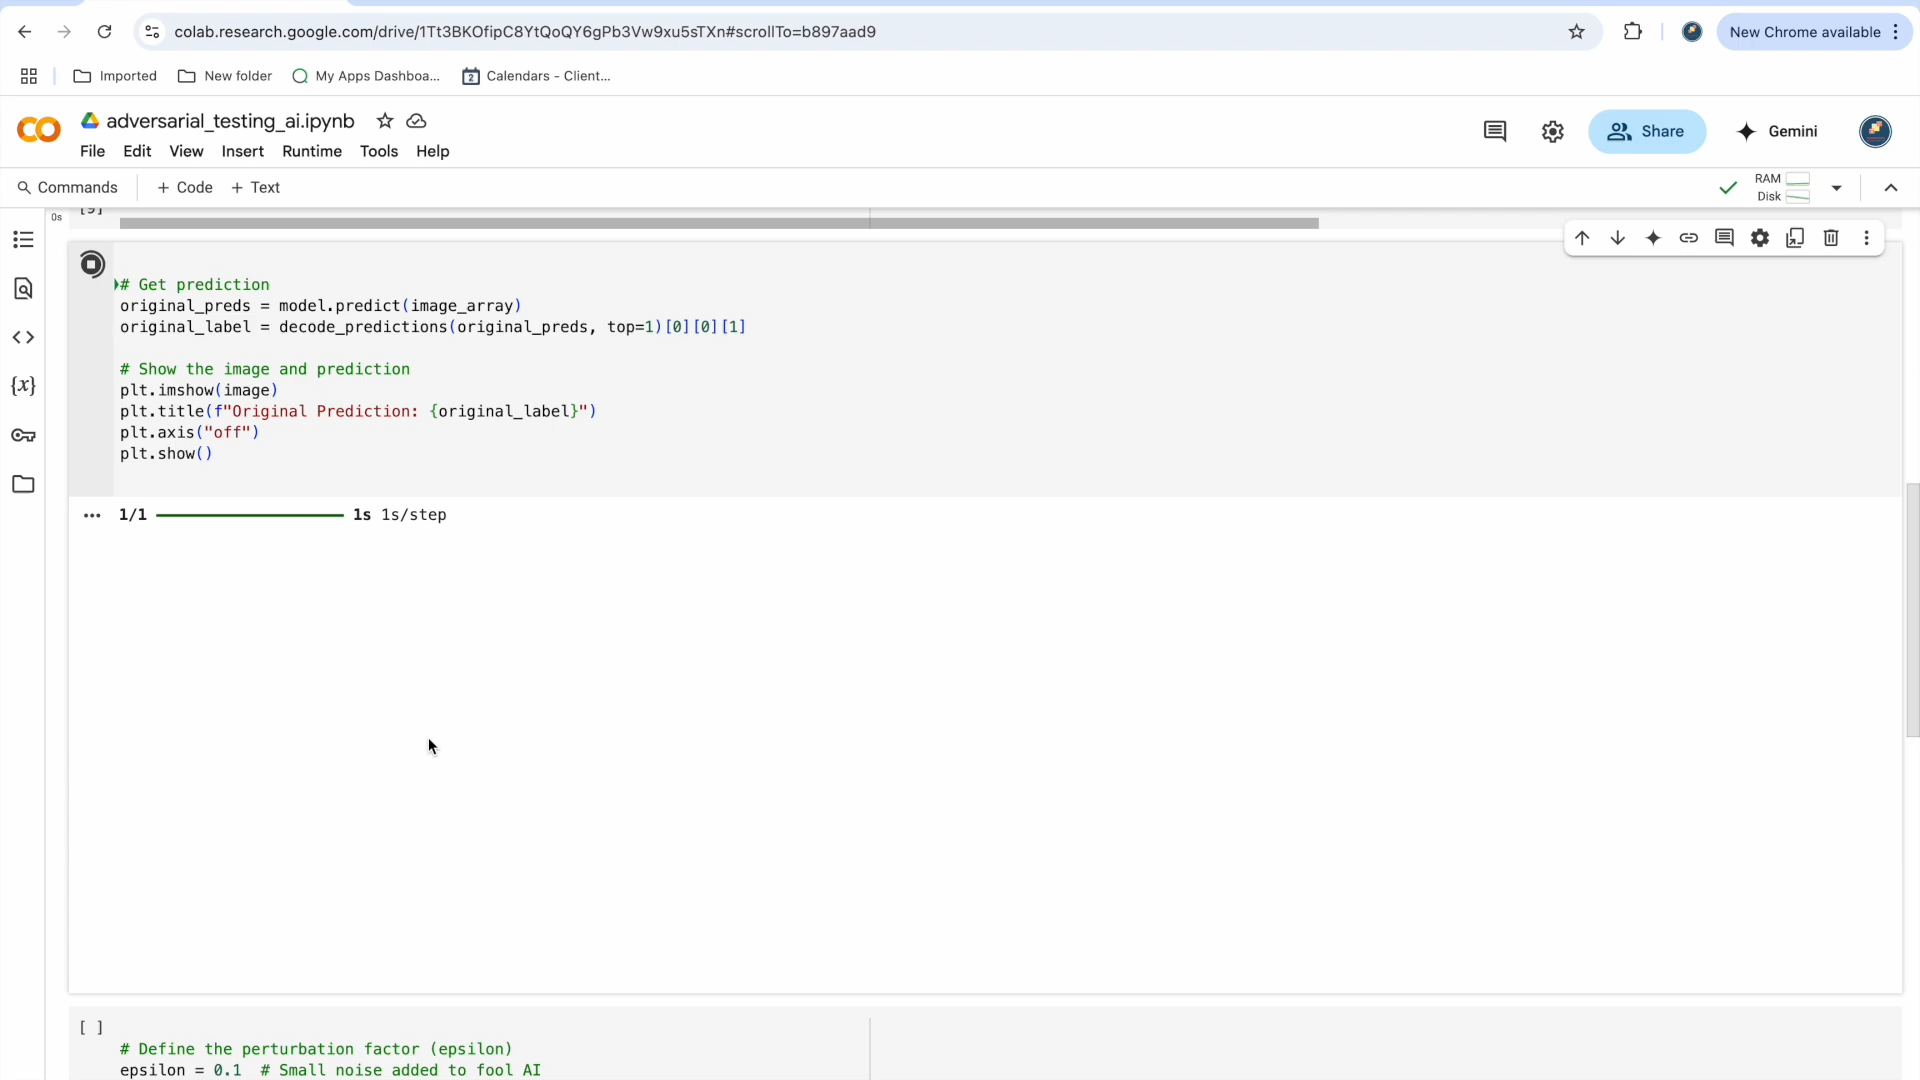 colab.research.google.com/drive/1Tt3BKOfipC8YtQoQY6gPb3Vw9xu5sTXn#scrollTo=b897aad9
New Chrome available
Imported
New folder
My Apps Dashboa...
2
Calendars - Client...
adversarial_testing_ai.ipynb
File Edit View Insert Runtime Tools Help
Share
Gemini
Commands
+ Code + Text
RAM
Disk
0s
[9]
{x}
# Get prediction
original_preds = model.predict(image_array)
original_label = decode_predictions(original_preds, top=1)[0][0][1]
# Show the image and prediction
plt.imshow(image)
plt.title(f"Original Prediction: {original_label}")
plt.axis("off")
plt.show()
1/1 1s 1s/step
[ ]
# Define the perturbation factor (epsilon)
epsilon = 0.1 # Small noise added to fool AI